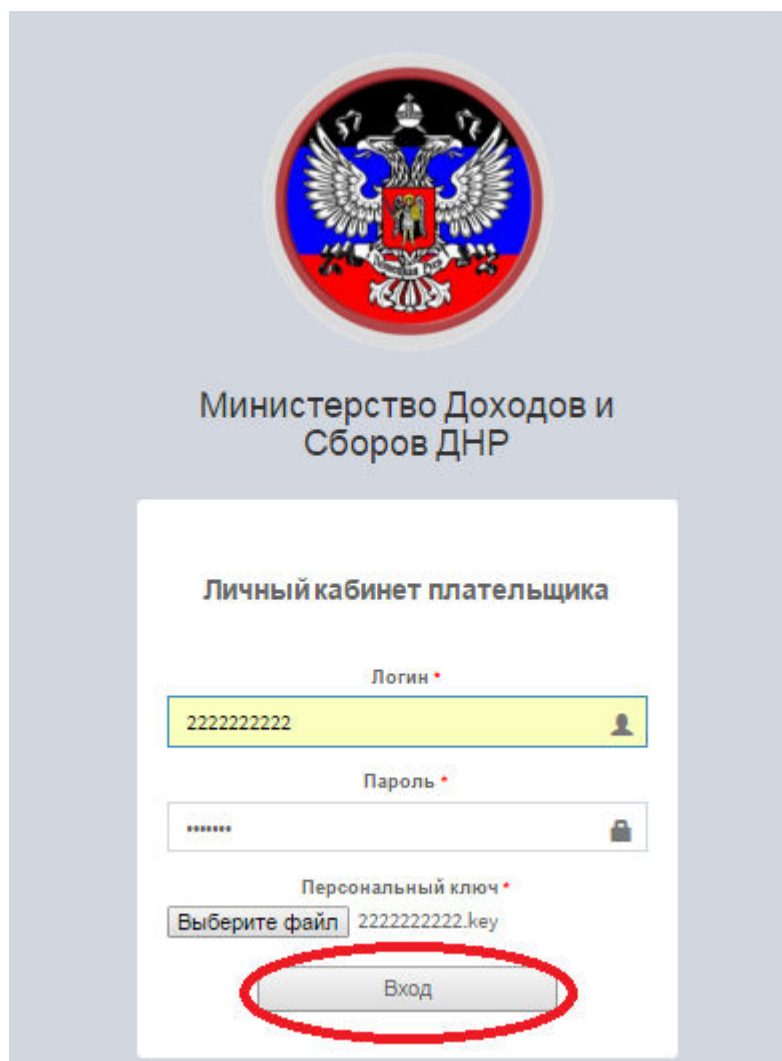 Министерство Доходов и
Сборов ДНР
Личный кабинет плательщика
Логин *
2222222222
Пароль *
•••••••
Персональный ключ *
Выберите файл 2222222222.key
Вход